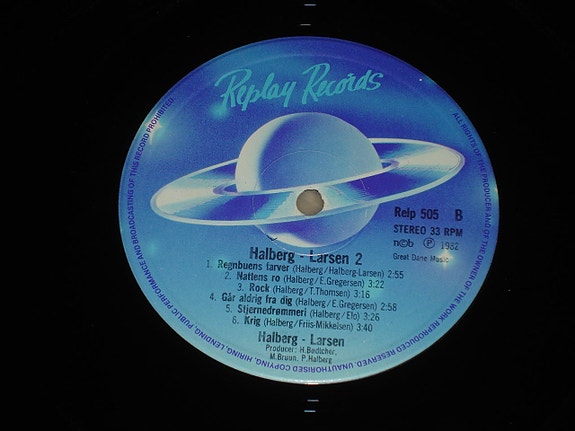 Replay Records
ALL RIGHTS OF THE PRODUCER AND OF THE OWNER OF THE WORK REPRODUCED RESERVED. UNAUTHORISED COPYING, HIRING, LENDING, PUBLIC PERFORMANCE AND BROADCASTING OF THIS RECORD PROHIBITED.
Relp 505 B
STEREO 33 RPM
n©b Ⓟ 1982
Great Dane Music
Halberg - Larsen 2
1. Regnbuens farver (Halberg/Halberg-Larsen) 2:55
2. Nattens ro (Halberg/E.Gregersen) 3:22
3. Rock (Halberg/T.Thomsen) 3:16
4. Går aldrig fra dig (Halberg/E.Gregersen) 2:58
5. Stjernedrømmeri (Halberg/Elo) 3:26
6. Krig (Halberg/Friis-Mikkelsen) 3:40
Halberg - Larsen
Producer: H.Bødtcher,
M.Bruun, P.Halberg